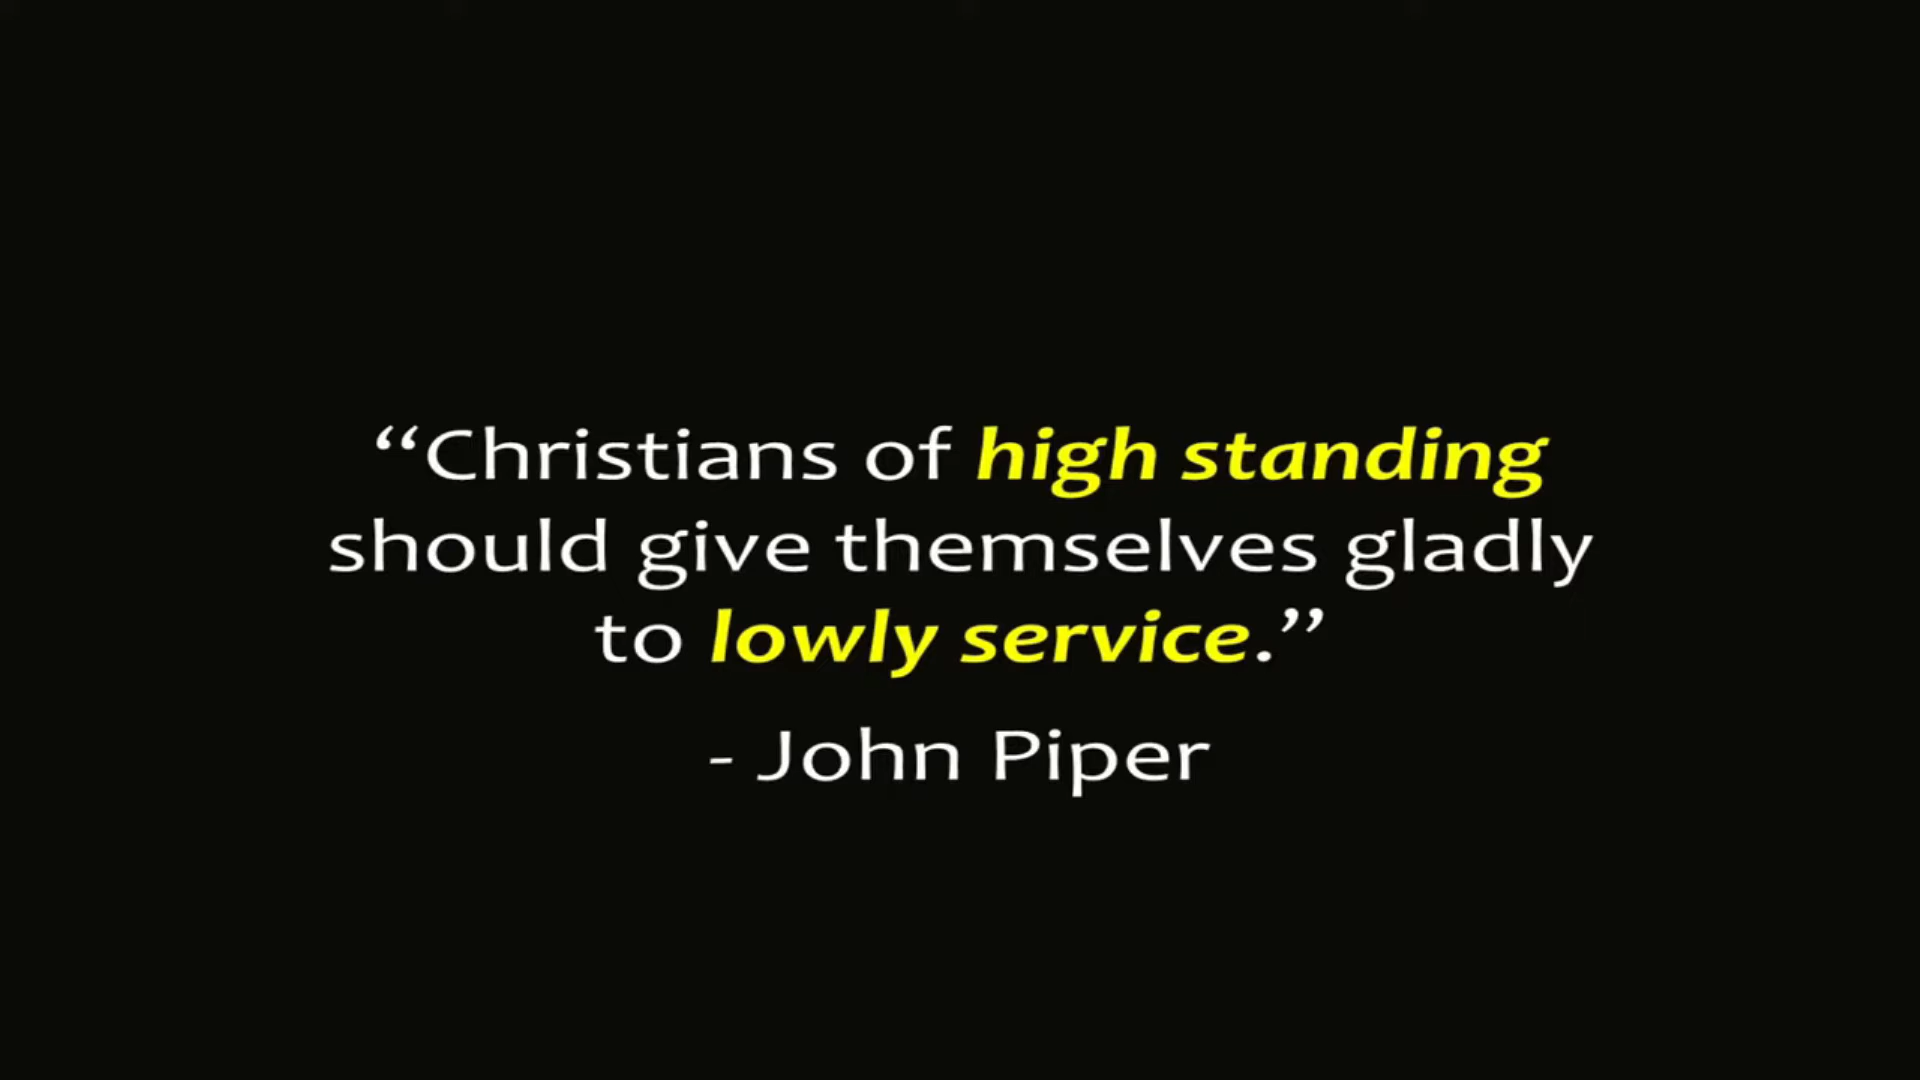 “Christians of high standing
should give themselves gladly
to lowly service.”
- John Piper